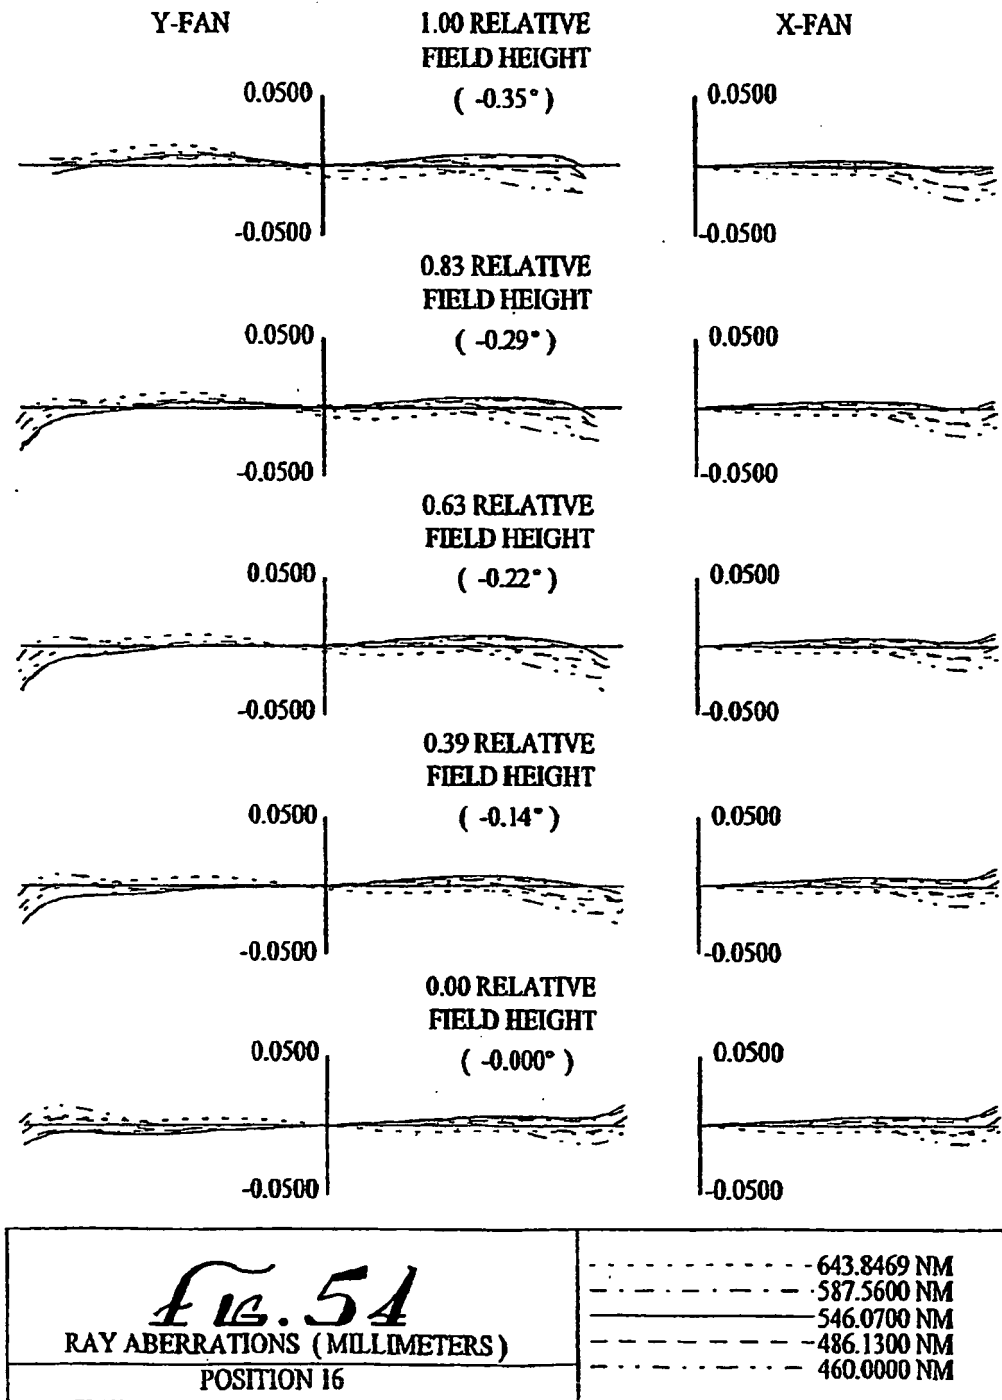 Y-FAN
1.00 RELATIVE
FIELD HEIGHT
( -0.35° )
X-FAN
0.0500
-0.0500
0.0500
-0.0500
0.83 RELATIVE
FIELD HEIGHT
( -0.29° )
0.0500
-0.0500
0.0500
-0.0500
0.63 RELATIVE
FIELD HEIGHT
( -0.22° )
0.0500
-0.0500
0.0500
-0.0500
0.39 RELATIVE
FIELD HEIGHT
( -0.14° )
0.0500
-0.0500
0.0500
-0.0500
0.00 RELATIVE
FIELD HEIGHT
( -0.000° )
0.0500
-0.0500
0.0500
-0.0500
FIG. 54
RAY ABERRATIONS ( MILLIMETERS )
POSITION 16
643.8469 NM
587.5600 NM
546.0700 NM
486.1300 NM
460.0000 NM